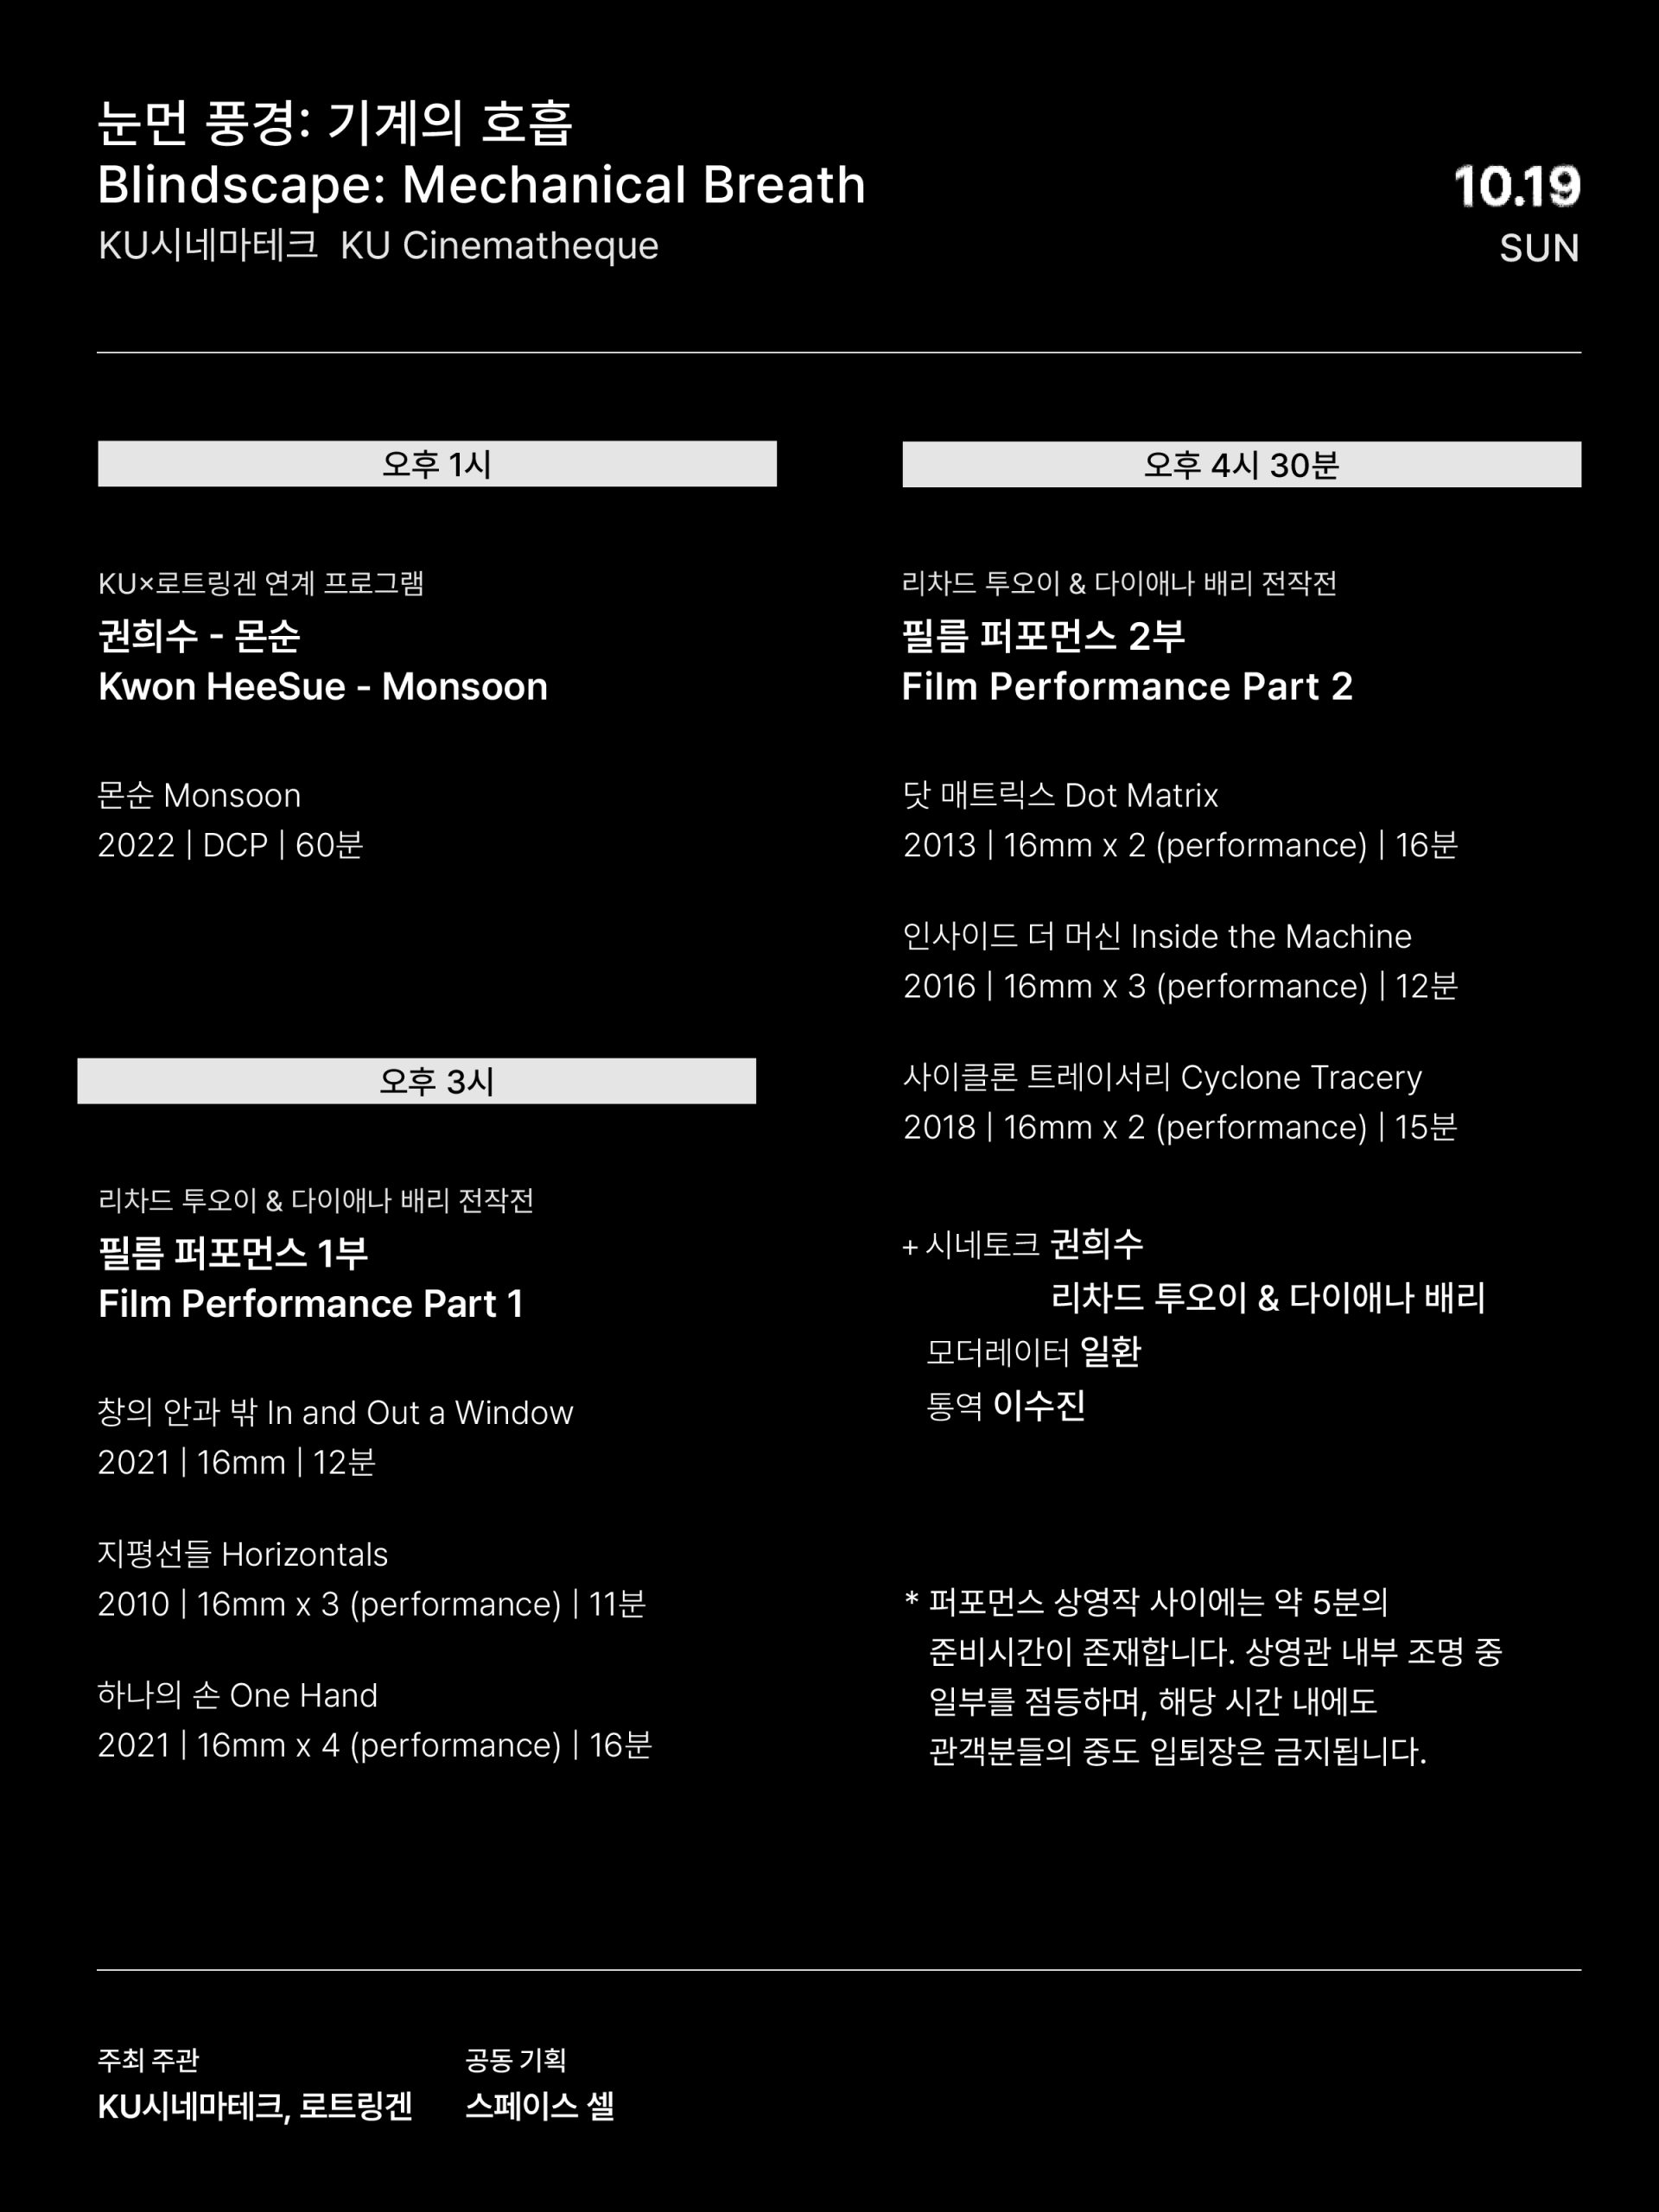 눈먼 풍경: 기계의 호흡
Blindscape: Mechanical Breath
KU시네마테크 KU Cinematheque
10.19
SUN
오후 1시
KU×로트링겐 연계 프로그램
권희수 - 몬순
Kwon HeeSue - Monsoon
몬순 Monsoon
2022 | DCP | 60분
오후 3시
리차드 투오이 & 다이애나 배리 전작전
필름 퍼포먼스 1부
Film Performance Part 1
창의 안과 밖 In and Out a Window
2021 | 16mm | 12분
지평선들 Horizontals
2010 | 16mm x 3 (performance) | 11분
하나의 손 One Hand
2021 | 16mm x 4 (performance) | 16분
오후 4시 30분
리차드 투오이 & 다이애나 배리 전작전
필름 퍼포먼스 2부
Film Performance Part 2
닷 매트릭스 Dot Matrix
2013 | 16mm x 2 (performance) | 16분
인사이드 더 머신 Inside the Machine
2016 | 16mm x 3 (performance) | 12분
사이클론 트레이서리 Cyclone Tracery
2018 | 16mm x 2 (performance) | 15분
+ 시네토크 권희수
리차드 투오이 & 다이애나 배리
모더레이터 일환
통역 이수진
* 퍼포먼스 상영작 사이에는 약 5분의
준비시간이 존재합니다. 상영관 내부 조명 중
일부를 점등하며, 해당 시간 내에도
관객분들의 중도 입퇴장은 금지됩니다.
주최 주관
KU시네마테크, 로트링겐
공동 기획
스페이스 셀